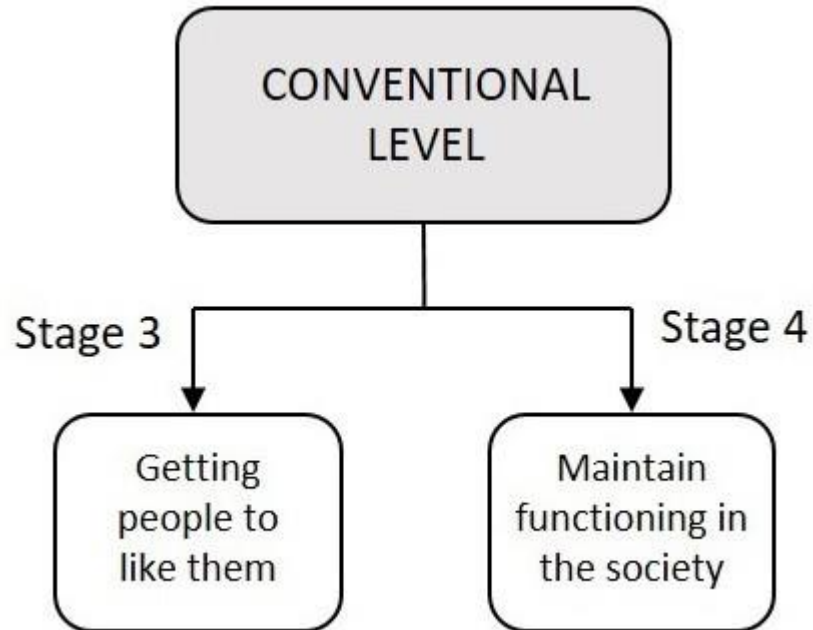 CONVENTIONAL
LEVEL
Stage 3
Stage 4
Getting
people to
like them
Maintain
functioning in
the society